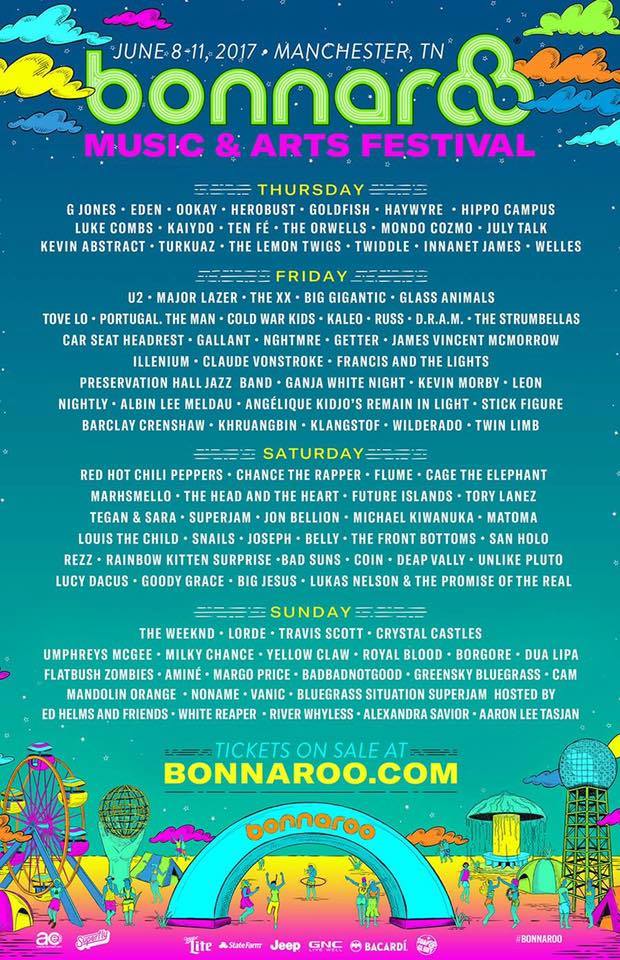 JUNE 8-11, 2017 • MANCHESTER, TN
bonnaroo
MUSIC & ARTS FESTIVAL
THURSDAY
G JONES • EDEN • OOKAY • HEROBUST • GOLDFISH • HAYWYRE • HIPPO CAMPUS
LUKE COMBS • KAIYDO • TEN FÉ • THE ORWELLS • MONDO COZMO • JULY TALK
KEVIN ABSTRACT • TURKUAZ • THE LEMON TWIGS • TWIDDLE • INNANET JAMES • WELLES
FRIDAY
U2 • MAJOR LAZER • THE XX • BIG GIGANTIC • GLASS ANIMALS
TOVE LO • PORTUGAL. THE MAN • COLD WAR KIDS • KALEO • RUSS • D.R.A.M. • THE STRUMBELLAS
CAR SEAT HEADREST • GALLANT • NGHTMRE • GETTER • JAMES VINCENT MCMORROW
ILLENIUM • CLAUDE VONSTROKE • FRANCIS AND THE LIGHTS
PRESERVATION HALL JAZZ BAND • GANJA WHITE NIGHT • KEVIN MORBY • LEON
NIGHTLY • ALBIN LEE MELDAU • ANGÉLIQUE KIDJO'S REMAIN IN LIGHT • STICK FIGURE
BARCLAY CRENSHAW • KHRUANGBIN • KLANGSTOF • WILDERADO • TWIN LIMB
SATURDAY
RED HOT CHILI PEPPERS • CHANCE THE RAPPER • FLUME • CAGE THE ELEPHANT
MARHSMELLO • THE HEAD AND THE HEART • FUTURE ISLANDS • TORY LANEZ
TEGAN & SARA • SUPERJAM • JON BELLION • MICHAEL KIWANUKA • MATOMA
LOUIS THE CHILD • SNAILS • JOSEPH • BELLY • THE FRONT BOTTOMS • SAN HOLO
REZZ • RAINBOW KITTEN SURPRISE •BAD SUNS • COIN • DEAP VALLY • UNLIKE PLUTO
LUCY DACUS • GOODY GRACE • BIG JESUS • LUKAS NELSON & THE PROMISE OF THE REAL
SUNDAY
THE WEEKND • LORDE • TRAVIS SCOTT • CRYSTAL CASTLES
UMPHREYS MCGEE • MILKY CHANCE • YELLOW CLAW • ROYAL BLOOD • BORGORE • DUA LIPA
FLATBUSH ZOMBIES • AMINÉ • MARGO PRICE • BADBADNOTGOOD • GREENSKY BLUEGRASS • CAM
MANDOLIN ORANGE • NONAME • VANIC • BLUEGRASS SITUATION SUPERJAM HOSTED BY
ED HELMS AND FRIENDS • WHITE REAPER • RIVER WHYLESS • ALEXANDRA SAVIOR • AARON LEE TASJAN
TICKETS ON SALE AT
BONNAROO.COM
bonnaroo
ac Superfly Lite StateFarm Jeep GNC LIVE WELL BACARDÍ #BONNAROO